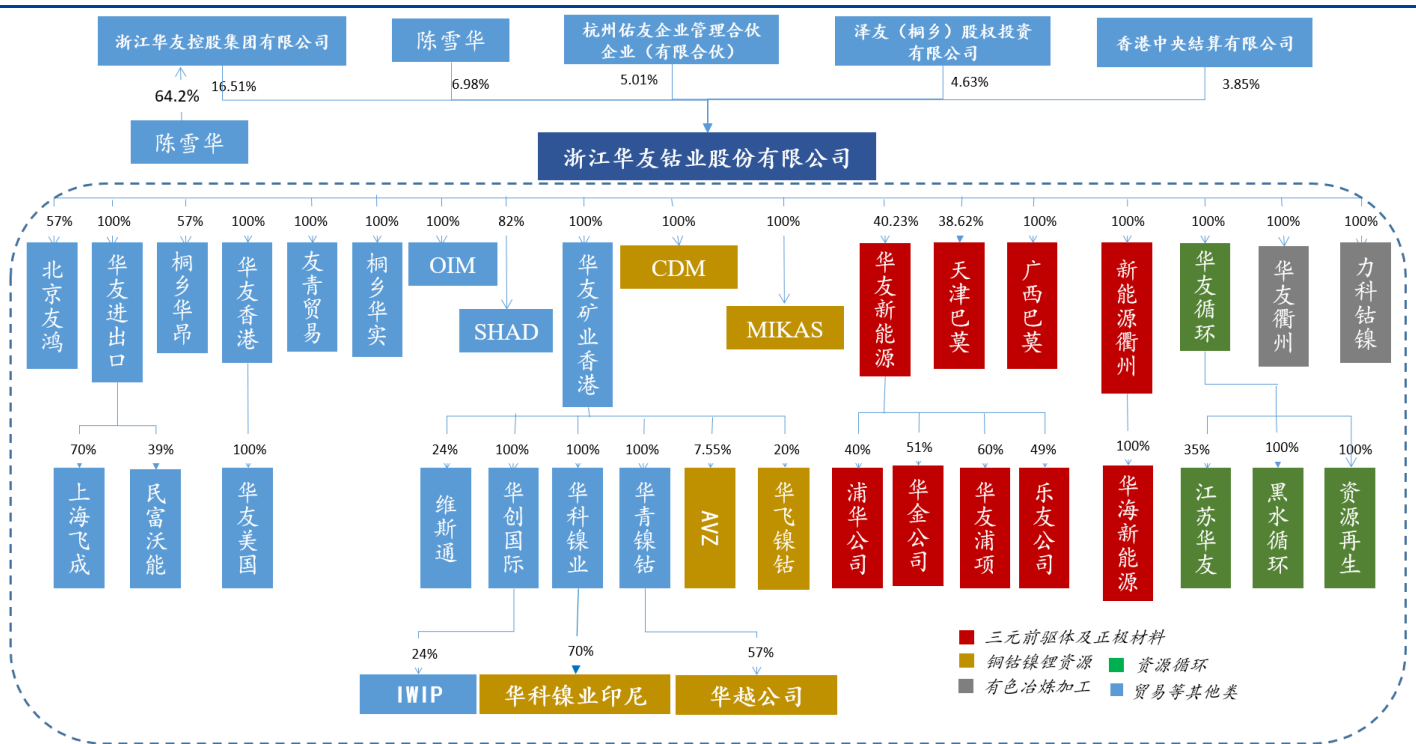 浙江华友控股集团有限公司
陈雪华
杭州佑友企业管理合伙
企业（有限合伙）
泽友（桐乡）股权投资
有限公司
香港中央結算有限公司
64.2%
16.51%
6.98%
5.01%
4.63%
3.85%
陈雪华
浙江华友钴业股份有限公司
57%
100%
57%
100%
100%
100%
100%
82%
100%
100%
100%
40.23%
38.62%
100%
100%
100%
100%
100%
北京友鸿
华友进出口
桐乡华昂
华友香港
友青贸易
桐乡华实
OIM
SHAD
华友矿业香港
CDM
MIKAS
华友新能源
天津巴莫
广西巴莫
新能源衢州
华友循环
华友衢州
力科钴镍
70%
39%
100%
24%
100%
100%
100%
7.55%
20%
40%
51%
60%
49%
100%
35%
100%
100%
上海飞成
民富沃能
华友美国
维斯通
华创国际
华科镍业
华青镍钴
AVZ
华飞镍钴
浦华公司
华金公司
华友浦项
乐友公司
华海新能源
江苏华友
黑水循环
资源再生
24%
70%
57%
IWIP
华科镍业印尼
华越公司
三元前驱体及正极材料
铜钴镍锂资源
资源循环
有色冶炼加工
贸易等其他类